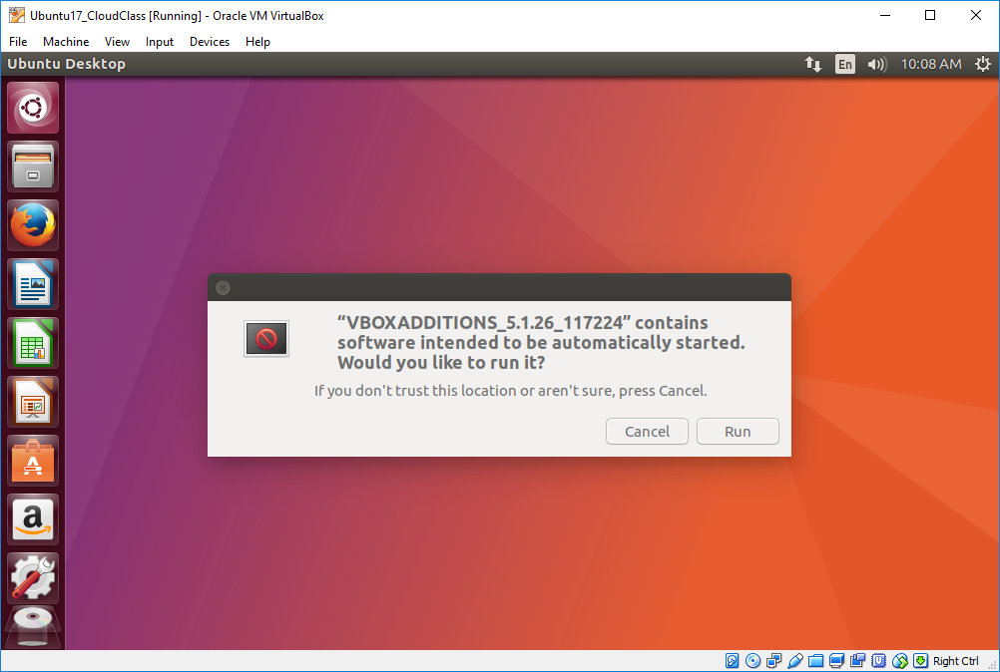 Ubuntu17_CloudClass [Running] - Oracle VM VirtualBox
File Machine View Input Devices Help
Ubuntu Desktop En 10:08 AM
“VBOXADDITIONS_5.1.26_117224” contains
software intended to be automatically started.
Would you like to run it?
If you don't trust this location or aren't sure, press Cancel.
Cancel Run
Right Ctrl